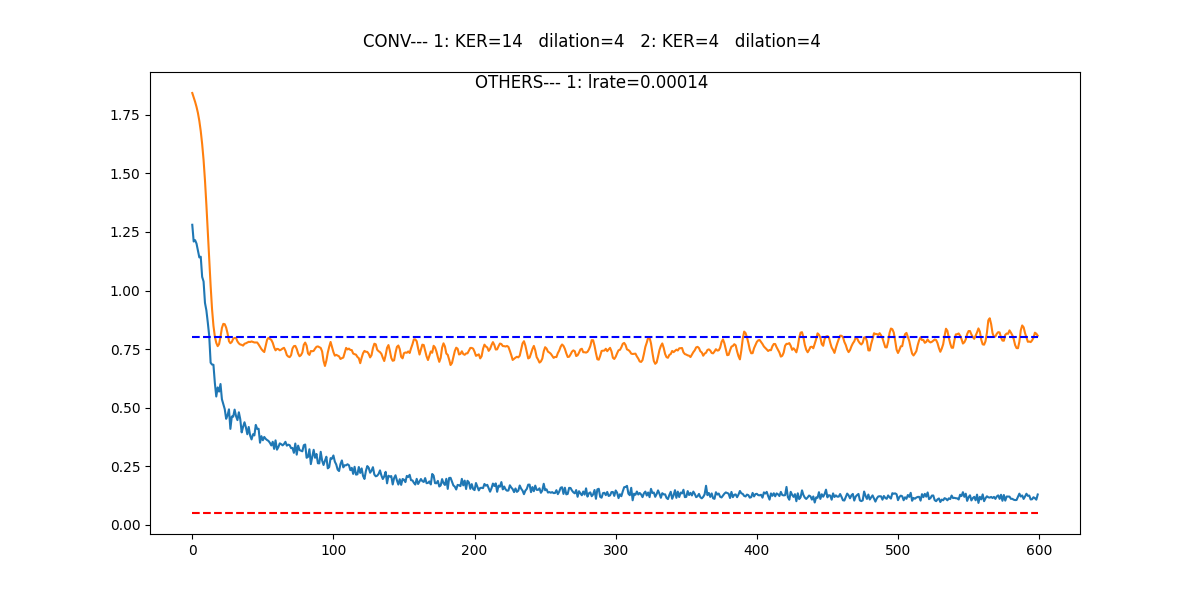 CONV--- 1: KER=14   dilation=4   2: KER=4   dilation=4
OTHERS--- 1: lrate=0.00014
1.75
1.50
1.25
1.00
0.75
0.50
0.25
0.00
0 100 200 300 400 500 600